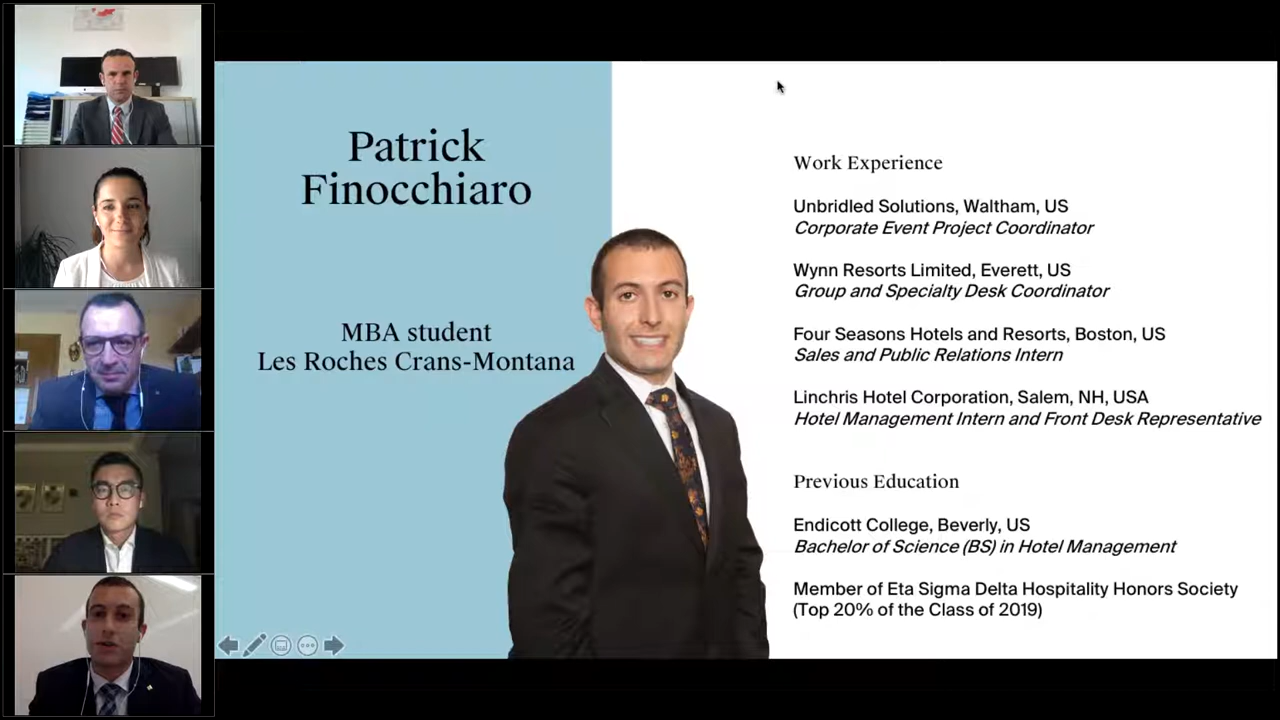 Patrick
Finocchiaro
MBA student
Les Roches Crans-Montana
Work Experience
Unbridled Solutions, Waltham, US
Corporate Event Project Coordinator
Wynn Resorts Limited, Everett, US
Group and Specialty Desk Coordinator
Four Seasons Hotels and Resorts, Boston, US
Sales and Public Relations Intern
Linchris Hotel Corporation, Salem, NH, USA
Hotel Management Intern and Front Desk Representative
Previous Education
Endicott College, Beverly, US
Bachelor of Science (BS) in Hotel Management
Member of Eta Sigma Delta Hospitality Honors Society
(Top 20% of the Class of 2019)